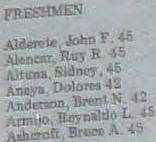 FRESHMEN
Alderete, John F. 45
Alencar, Ruy R. 45
Altuna, Sidney, 45
Anaya, Dolores 42
Anderson, Brent N. 42
Armijo, Reynaldo L. 45
Ashcroft, Bruce A. 45